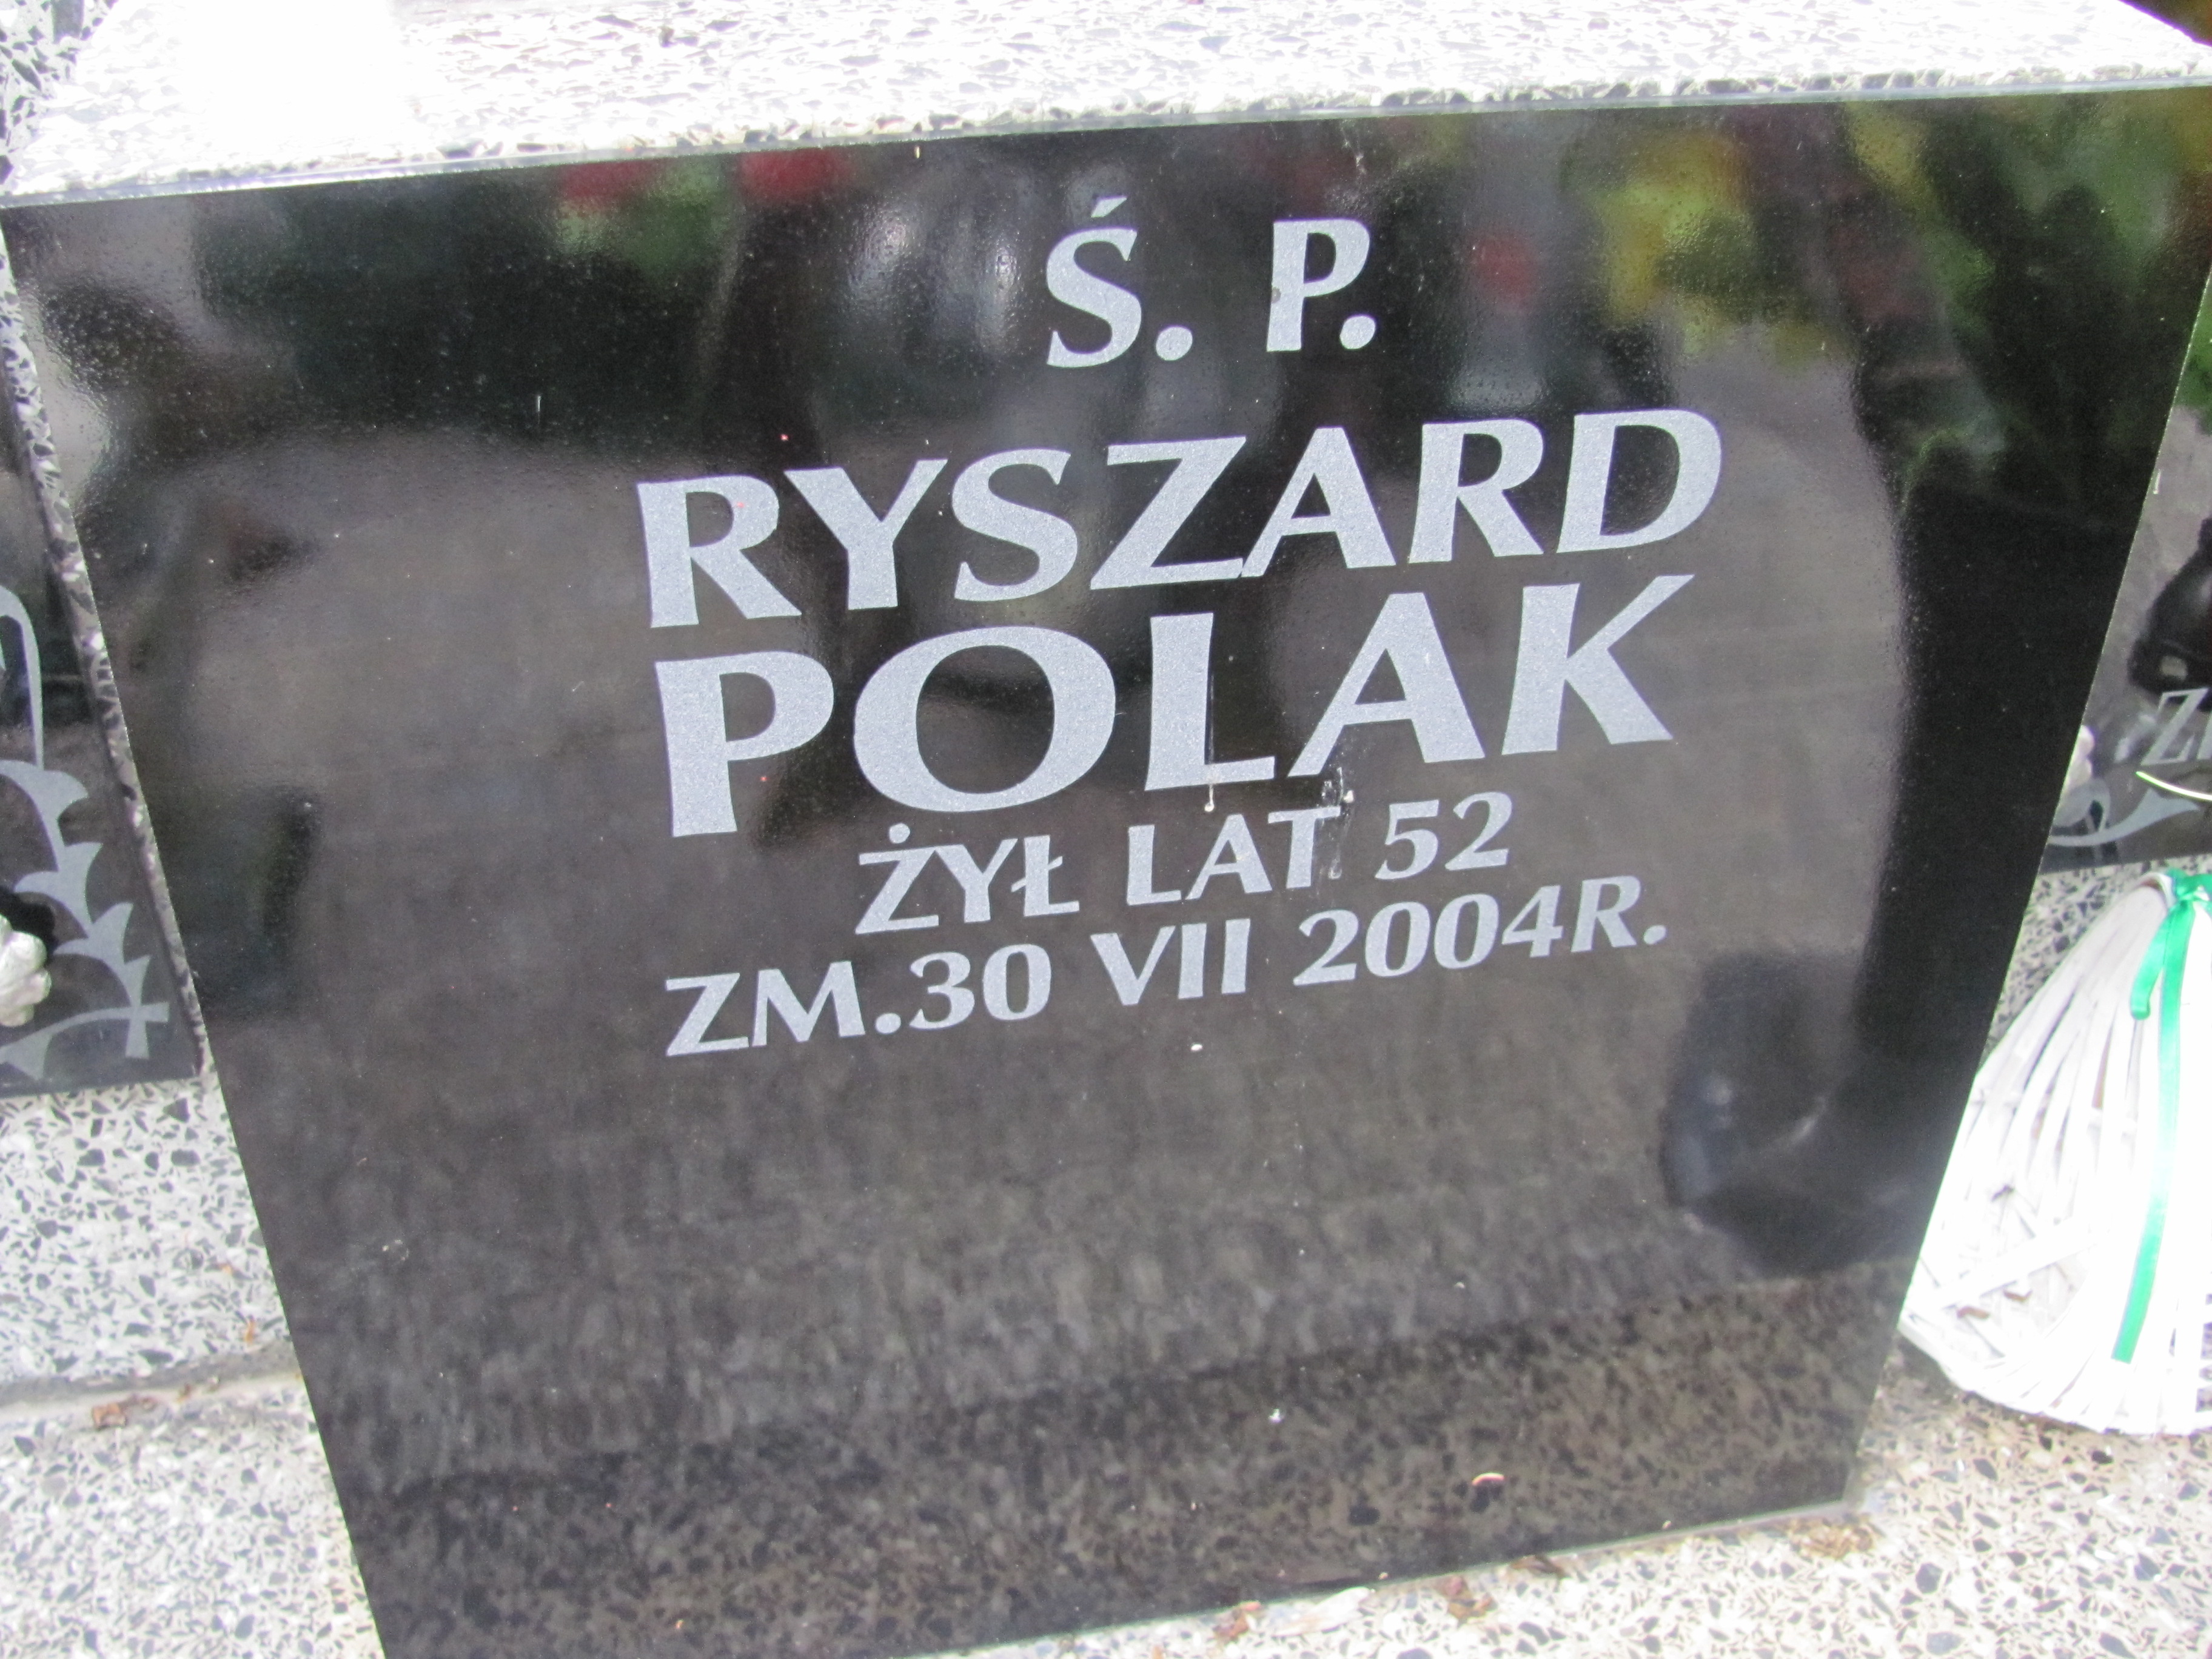 Ś. P.
RYSZARD
POLAK
ŻYŁ LAT 52
ZM.30 VII 2004R.